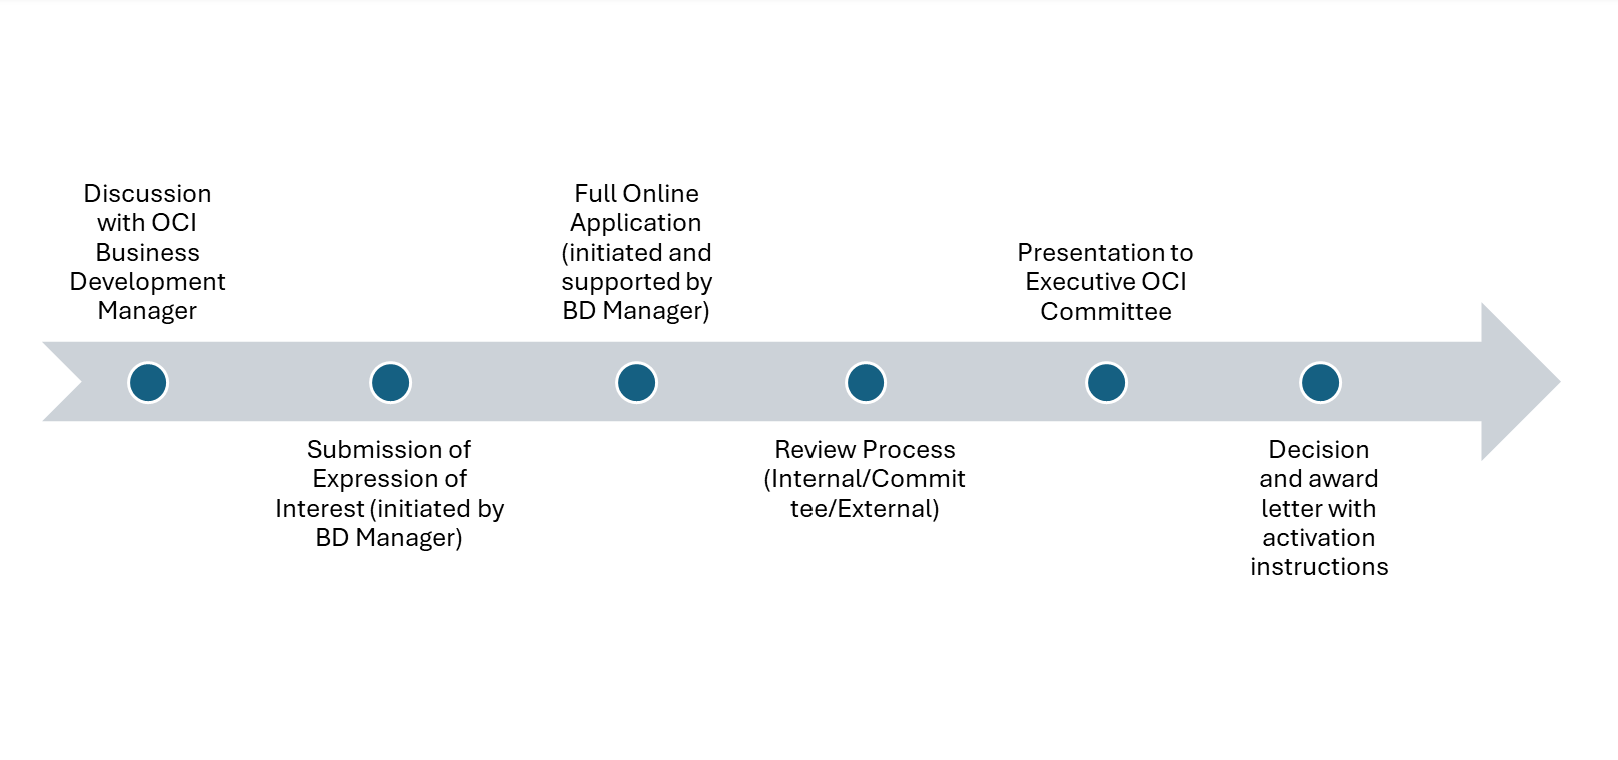 Discussion
with OCI
Business
Development
Manager
Submission of
Expression of
Interest (initiated by
BD Manager)
Full Online
Application
(initiated and
supported by
BD Manager)
Review Process
(Internal/Commit
tee/External)
Presentation to
Executive OCI
Committee
Decision
and award
letter with
activation
instructions